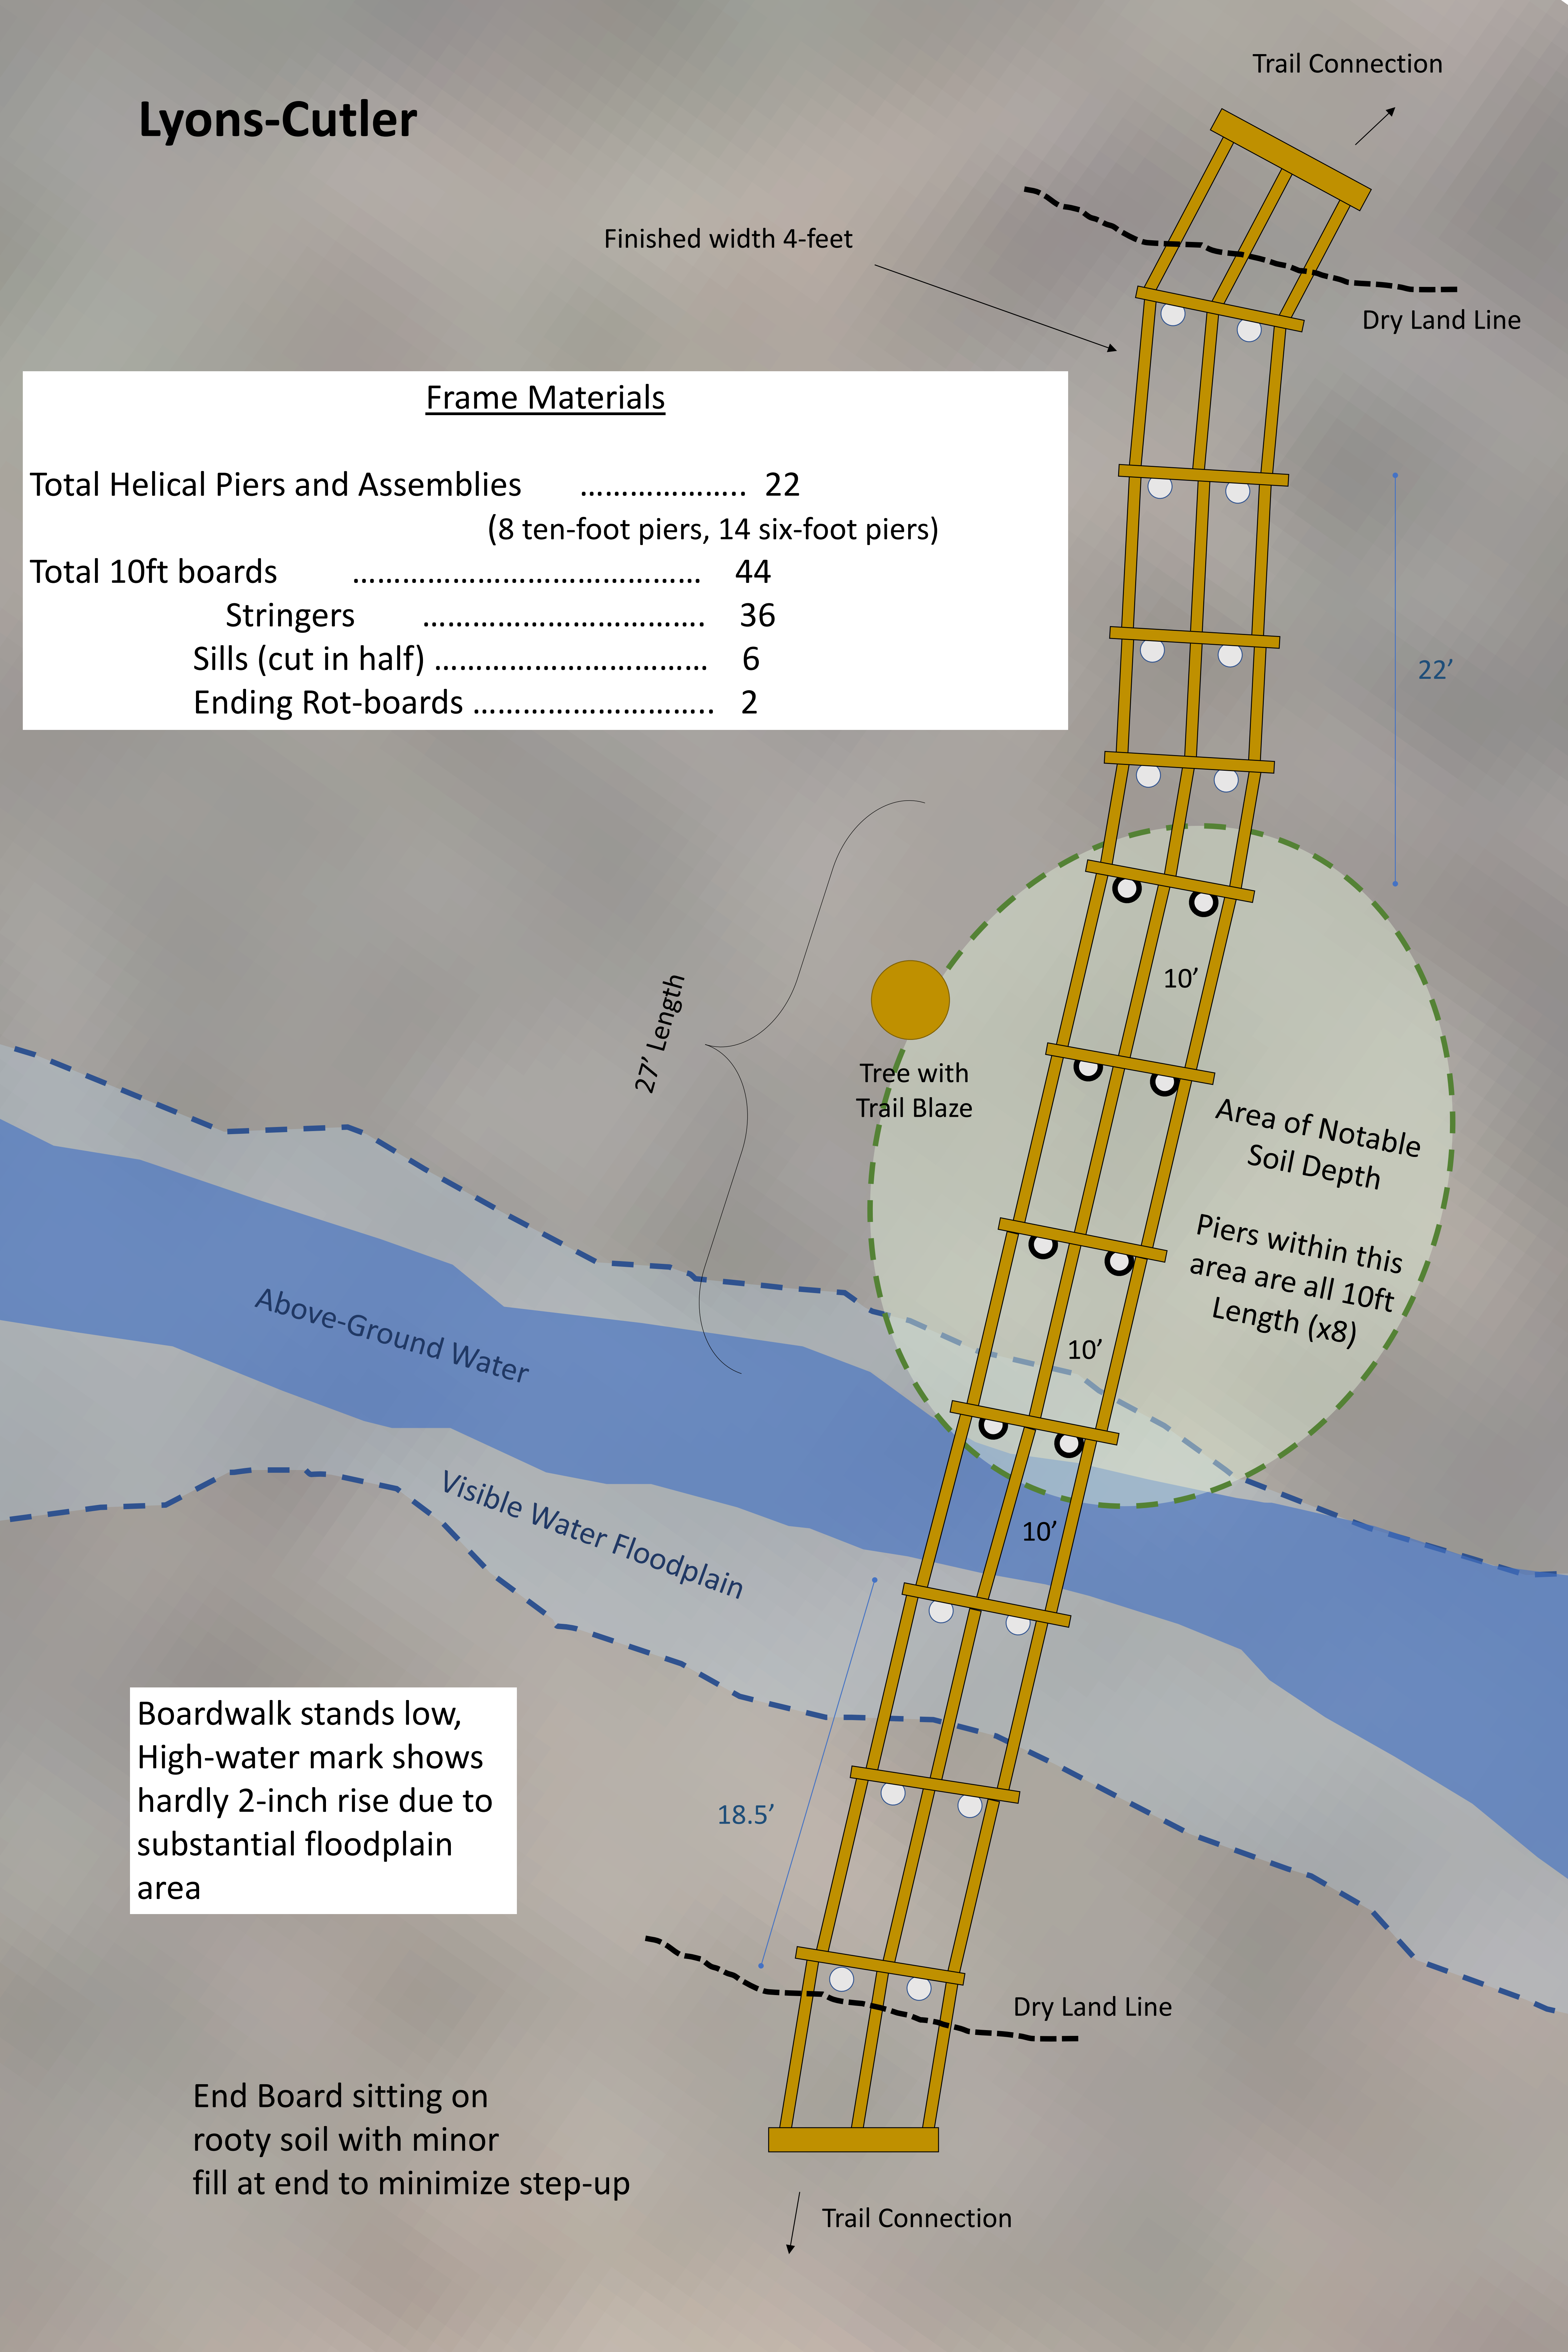 Trail Connection
Lyons-Cutler
Finished width 4-feet
Dry Land Line
Frame Materials
Total Helical Piers and Assemblies ……………….. 22
(8 ten-foot piers, 14 six-foot piers)
Total 10ft boards …………………………………… 44
Stringers ……………………………. 36
Sills (cut in half) …………………………… 6
Ending Rot-boards ……………………….. 2
22’
10’
27’ Length
Tree with
Trail Blaze
Area of Notable
Soil Depth
Piers within this
area are all 10ft
Length (x8)
Above-Ground Water
10’
Visible Water Floodplain
10’
Boardwalk stands low,
High-water mark shows
hardly 2-inch rise due to
substantial floodplain
area
18.5’
Dry Land Line
End Board sitting on
rooty soil with minor
fill at end to minimize step-up
Trail Connection